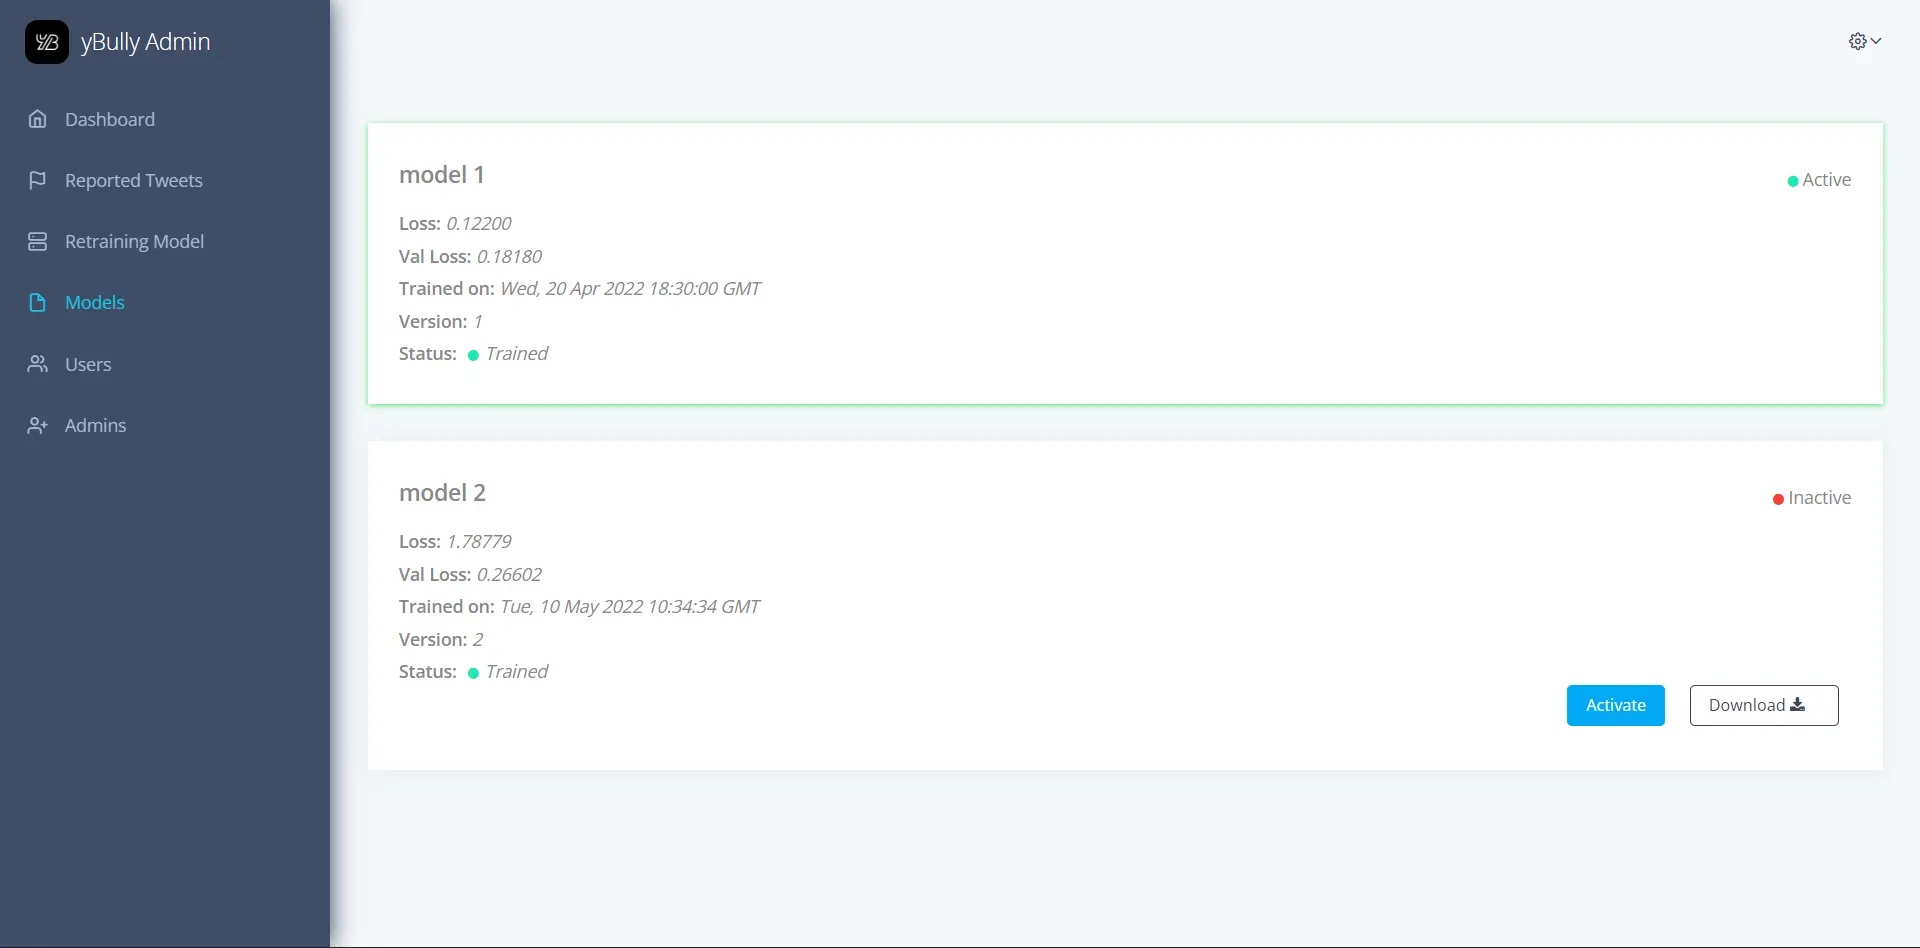 YB yBully Admin
Dashboard
Reported Tweets
Retraining Model
Models
Users
Admins
model 1
Active
Loss: 0.12200
Val Loss: 0.18180
Trained on: Wed, 20 Apr 2022 18:30:00 GMT
Version: 1
Status: Trained
model 2
Inactive
Loss: 1.78779
Val Loss: 0.26602
Trained on: Tue, 10 May 2022 10:34:34 GMT
Version: 2
Status: Trained
Activate
Download